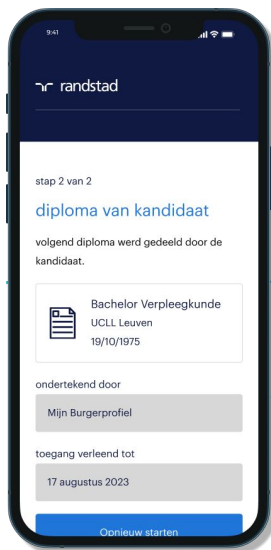 9:41
randstad
stap 2 van 2
diploma van kandidaat
volgend diploma werd gedeeld door de
kandidaat.
Bachelor Verpleegkunde
UCLL Leuven
19/10/1975
ondertekend door
Mijn Burgerprofiel
toegang verleend tot
17 augustus 2023
Opnieuw starten